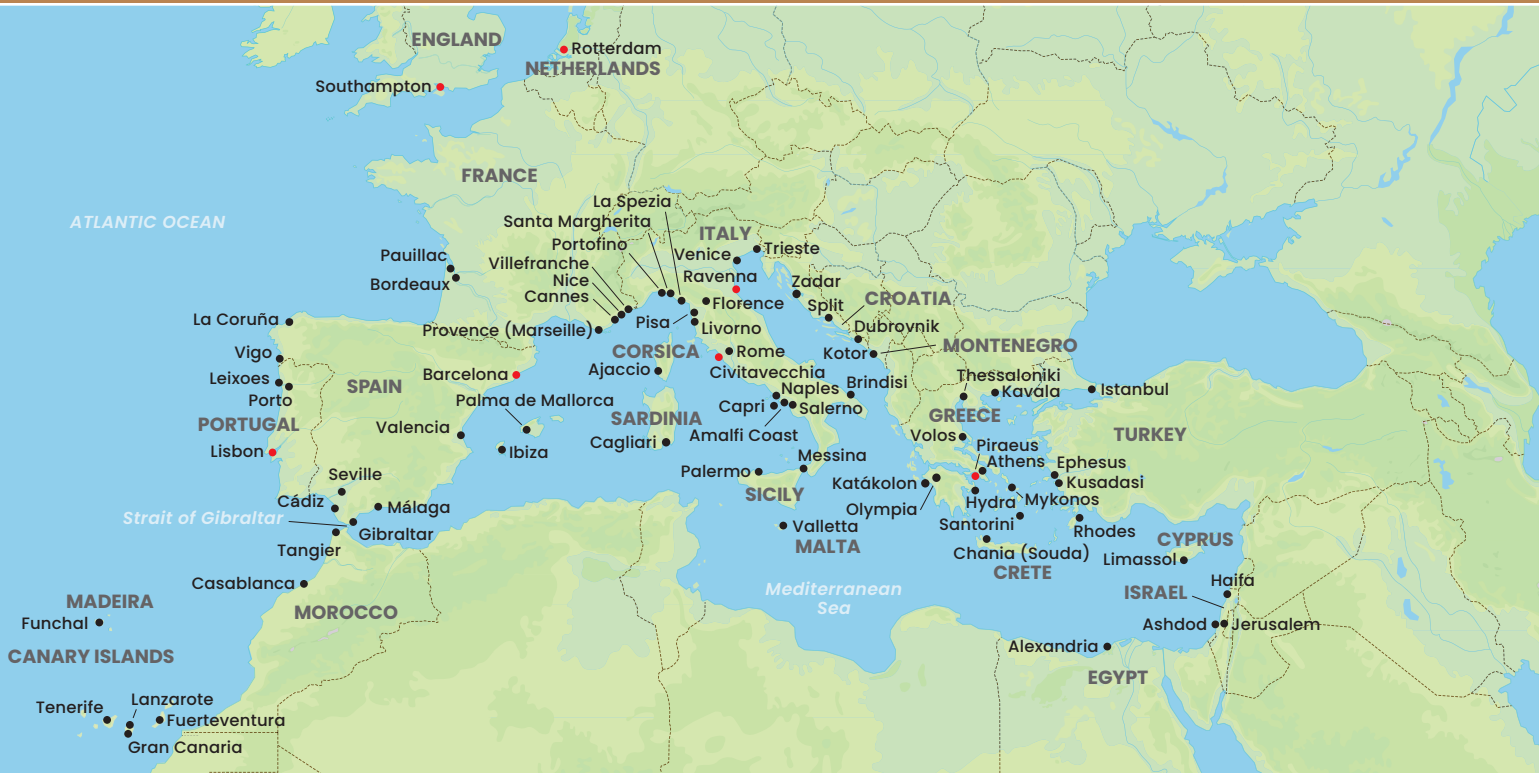 ENGLAND
Rotterdam
NETHERLANDS
Southampton
FRANCE
ATLANTIC OCEAN
La Spezia
Santa Margherita
Portofino
Villefranche
Nice
Cannes
ITALY
Venice
Trieste
Ravenna
Florence
Pauillac
Bordeaux
Zadar
Split
CROATIA
La Coruña
Provence (Marseille)
Pisa
Livorno
Dubrovnik
Vigo
CORSICA
Rome
Kotor
MONTENEGRO
Leixoes
Porto
SPAIN
Barcelona
Ajaccio
Civitavecchia
Naples
Brindisi
Thessaloniki
Kavála
Istanbul
Palma de Mallorca
Capri
Salerno
PORTUGAL
Valencia
SARDINIA
Amalfi Coast
GREECE
TURKEY
Lisbon
Ibiza
Cagliari
Volos
Piraeus
Athens
Messina
Ephesus
Seville
Palermo
Katákolon
Kusadasi
Cádiz
Málaga
SICILY
Olympia
Hydra
Mykonos
Strait of Gibraltar
Gibraltar
Valletta
Santorini
Rhodes
Tangier
MALTA
Chania (Souda)
CRETE
CYPRUS
Limassol
Casablanca
Mediterranean
Sea
Haifa
ISRAEL
MADEIRA
Funchal
MOROCCO
Ashdod
Jerusalem
CANARY ISLANDS
Alexandria
EGYPT
Lanzarote
Tenerife
Fuerteventura
Gran Canaria